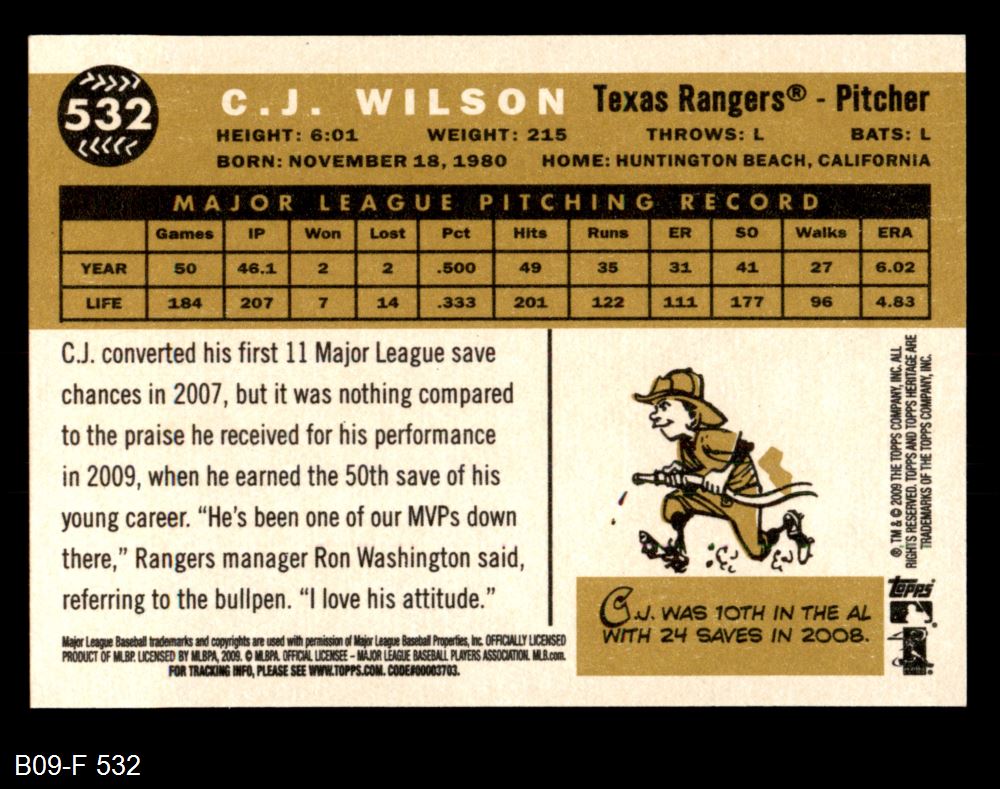 532
C.J. WILSON Texas Rangers® - Pitcher
HEIGHT: 6:01 WEIGHT: 215 THROWS: L BATS: L
BORN: NOVEMBER 18, 1980 HOME: HUNTINGTON BEACH, CALIFORNIA
MAJOR LEAGUE PITCHING RECORD
Games IP Won Lost Pct Hits Runs ER SO Walks ERA
YEAR 50 46.1 2 2 .500 49 35 31 41 27 6.02
LIFE 184 207 7 14 .333 201 122 111 177 96 4.83
C.J. converted his first 11 Major League save
chances in 2007, but it was nothing compared
to the praise he received for his performance
in 2009, when he earned the 50th save of his
young career. “He's been one of our MVPs down
there,” Rangers manager Ron Washington said,
referring to the bullpen. “I love his attitude.”
Major League Baseball trademarks and copyrights are used with permission of Major League Baseball Properties, Inc. OFFICIALLY LICENSED
PRODUCT OF MLBP. LICENSED BY MLBPA, 2009. © MLBPA. OFFICIAL LICENSEE – MAJOR LEAGUE BASEBALL PLAYERS ASSOCIATION. MLB.com.
FOR TRACKING INFO, PLEASE SEE WWW.TOPPS.COM. CODE#00003703.
C.J. WAS 10TH IN THE AL
WITH 24 SAVES IN 2008.
®, TM & © 2009 THE TOPPS COMPANY, INC. ALL
RIGHTS RESERVED. TOPPS AND TOPPS HERITAGE ARE
TRADEMARKS OF THE TOPPS COMPANY, INC.
topps
B09-F 532